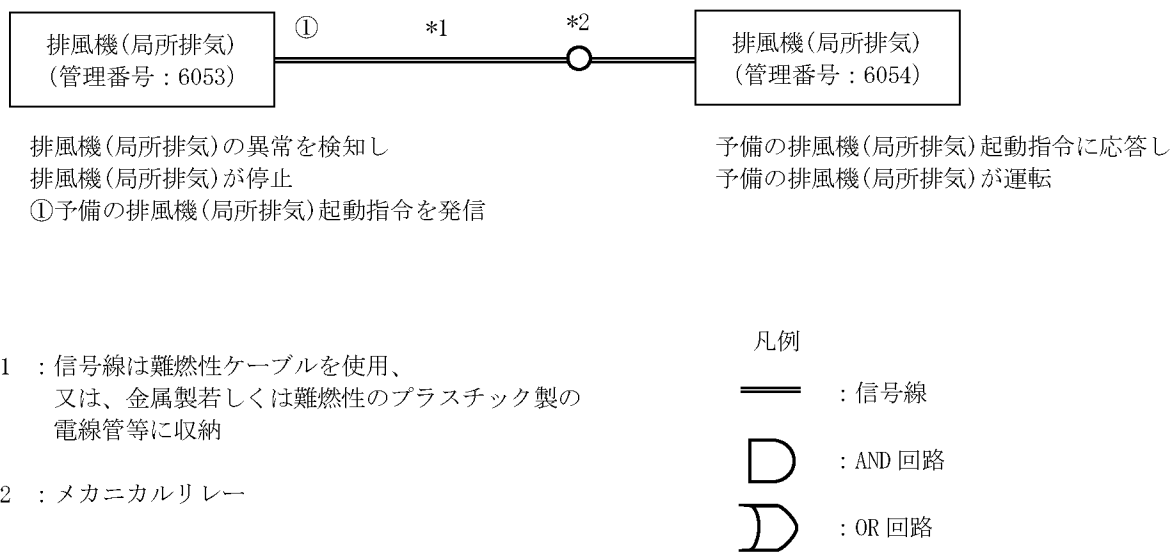 排風機(局所排気)
(管理番号：6053)
①
*1
*2
排風機(局所排気)
(管理番号：6054)
排風機(局所排気)の異常を検知し
排風機(局所排気)が停止
①予備の排風機(局所排気)起動指令を発信
予備の排風機(局所排気)起動指令に応答し
予備の排風機(局所排気)が運転
1 ：信号線は難燃性ケーブルを使用、
又は、金属製若しくは難燃性のプラスチック製の
電線管等に収納
2 ：メカニカルリレー
凡例
：信号線
：AND 回路
：OR 回路